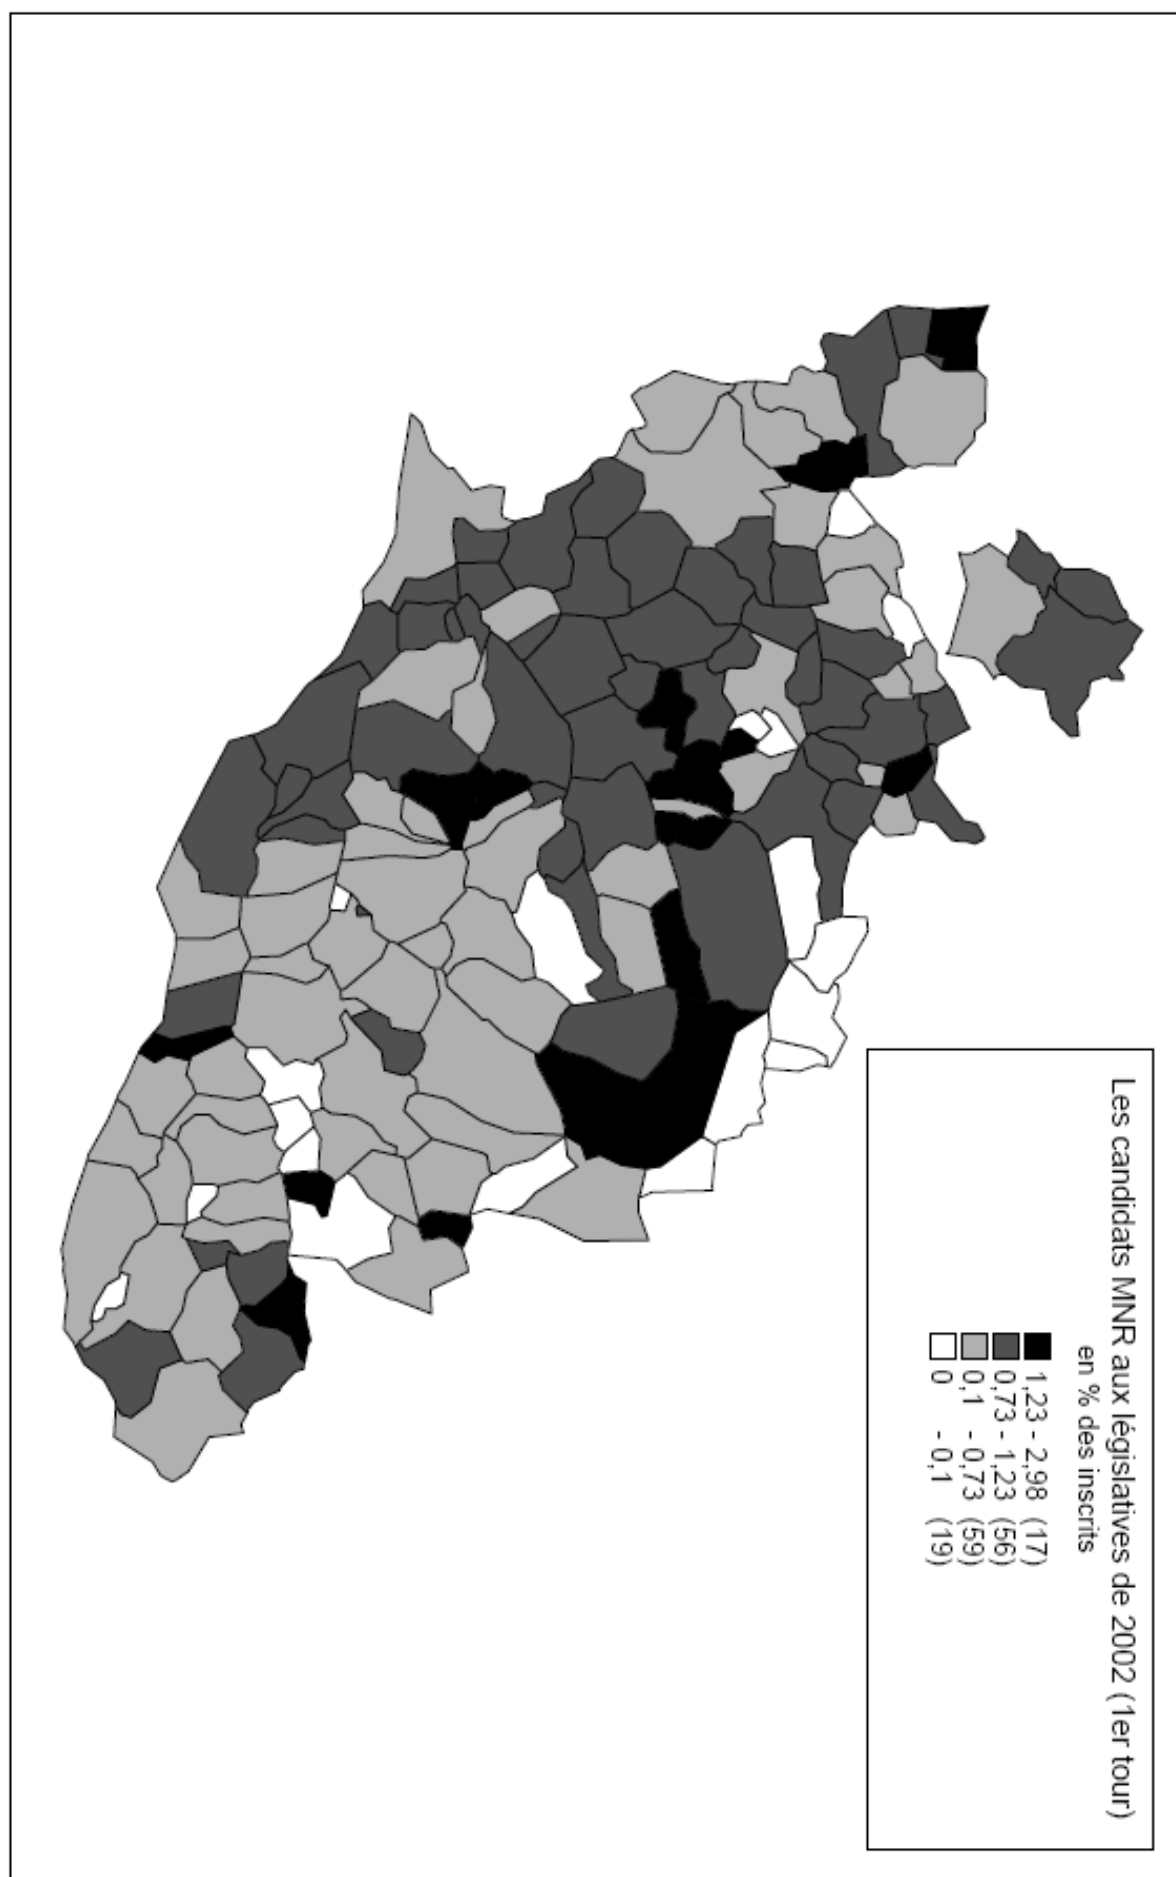 Les candidats MNR aux législatives de 2002 (1er tour)
en % des inscrits
1,23 - 2,98 (17)
0,73 - 1,23 (56)
0,1 - 0,73 (59)
0 - 0,1 (19)